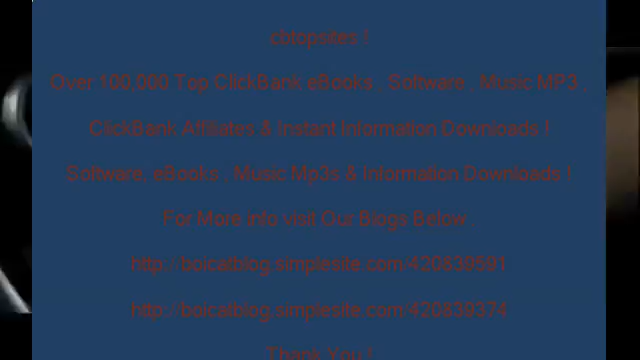 cbtopsites !
Over 100,000 Top ClickBank eBooks , Software , Music MP3 ,
ClickBank Affiliates & Instant Information Downloads !
Software, eBooks , Music Mp3s & Information Downloads !
For More info visit Our Blogs Below .
http://boicalblog.simplesite.com/420839591
http://boicalblog.simplesite.com/420839374
Thank You !